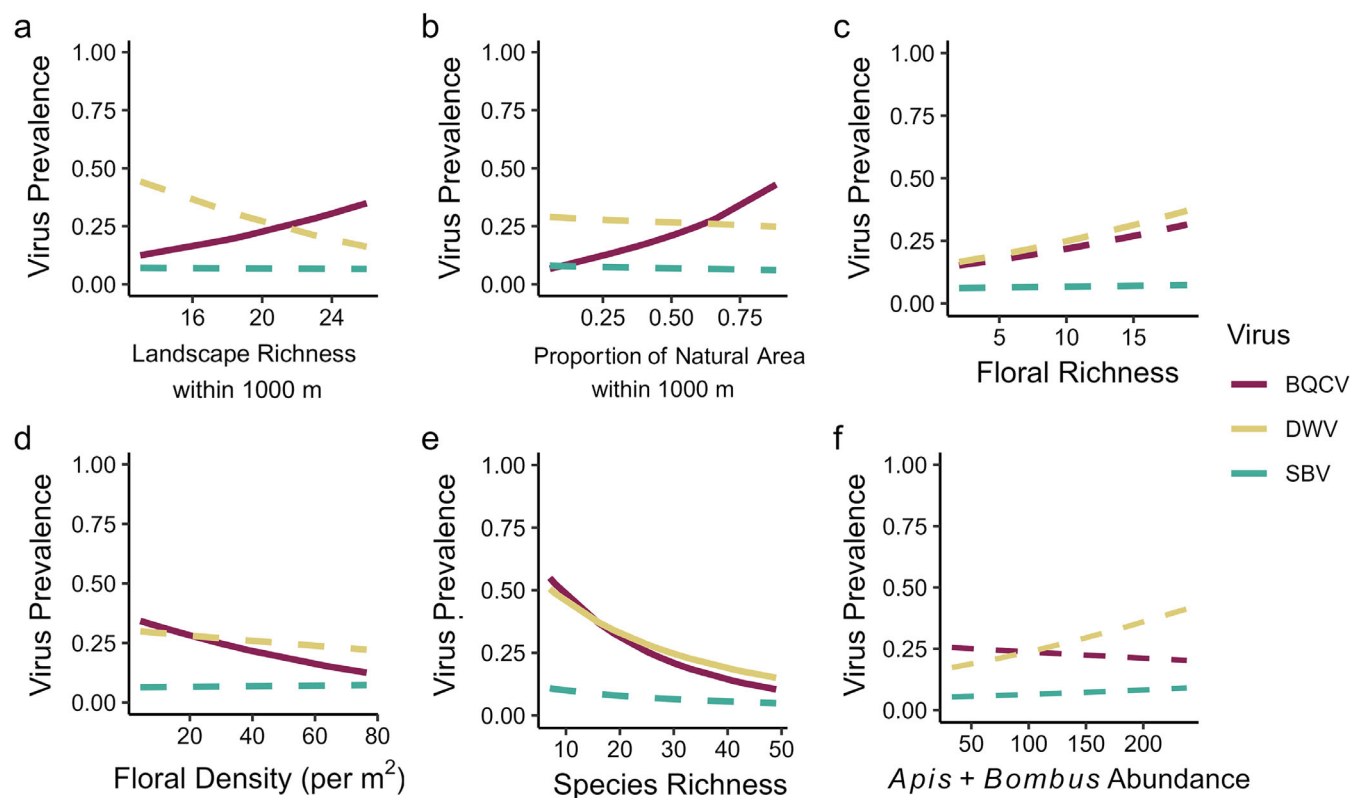 a
Virus Prevalence
1.00
0.75
0.50
0.25
0.00
16 20 24
Landscape Richness
within 1000 m
b
Virus Prevalence
1.00
0.75
0.50
0.25
0.00
0.25 0.50 0.75
Proportion of Natural Area
within 1000 m
c
Virus Prevalence
1.00
0.75
0.50
0.25
0.00
5 10 15
Floral Richness
Virus
BQCV
DWV
SBV
d
Virus Prevalence
1.00
0.75
0.50
0.25
0.00
20 40 60 80
Floral Density (per m²)
e
Virus Prevalence
1.00
0.75
0.50
0.25
0.00
10 20 30 40 50
Species Richness
f
Virus Prevalence
1.00
0.75
0.50
0.25
0.00
50 100 150 200
Apis + Bombus Abundance